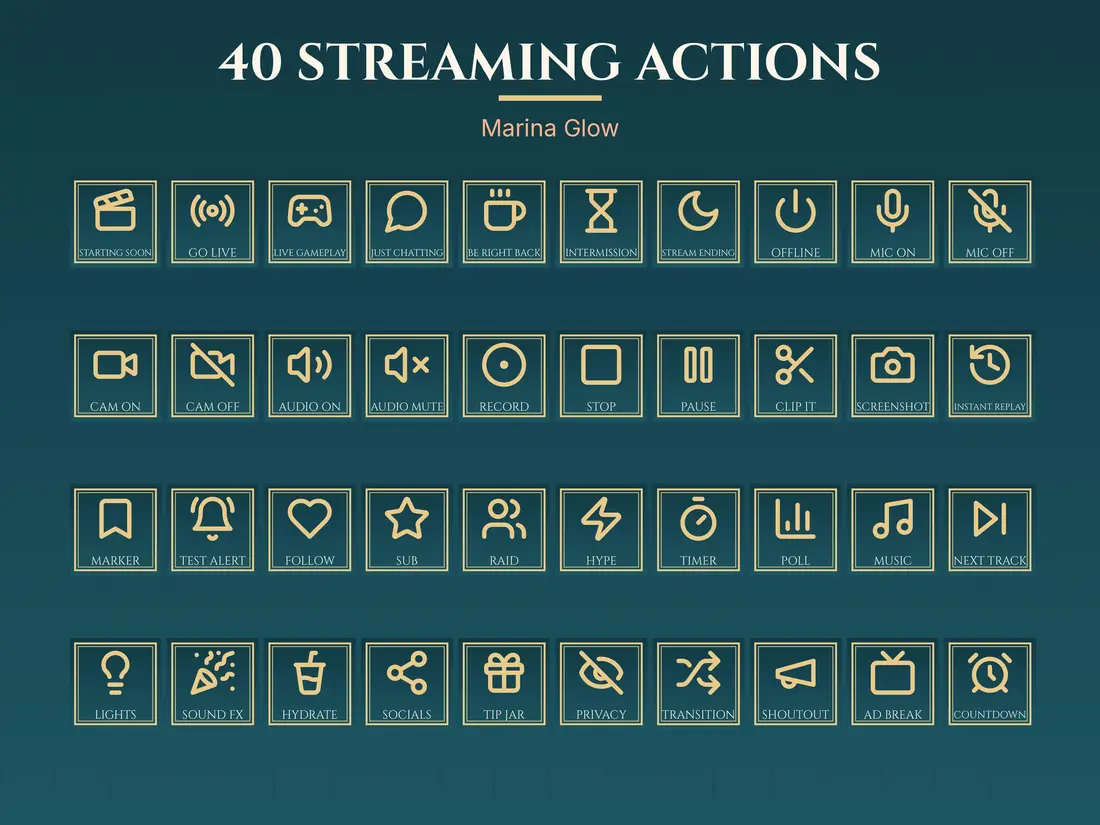 40 STREAMING ACTIONS
Marina Glow
STARTING SOON
GO LIVE
LIVE GAMEPLAY
JUST CHATTING
BE RIGHT BACK
INTERMISSION
STREAM ENDING
OFFLINE
MIC ON
MIC OFF
CAM ON
CAM OFF
AUDIO ON
AUDIO MUTE
RECORD
STOP
PAUSE
CLIP IT
SCREENSHOT
INSTANT REPLAY
MARKER
TEST ALERT
FOLLOW
SUB
RAID
HYPE
TIMER
POLL
MUSIC
NEXT TRACK
LIGHTS
SOUND FX
HYDRATE
SOCIALS
TIP JAR
PRIVACY
TRANSITION
SHOUTOUT
AD BREAK
COUNTDOWN